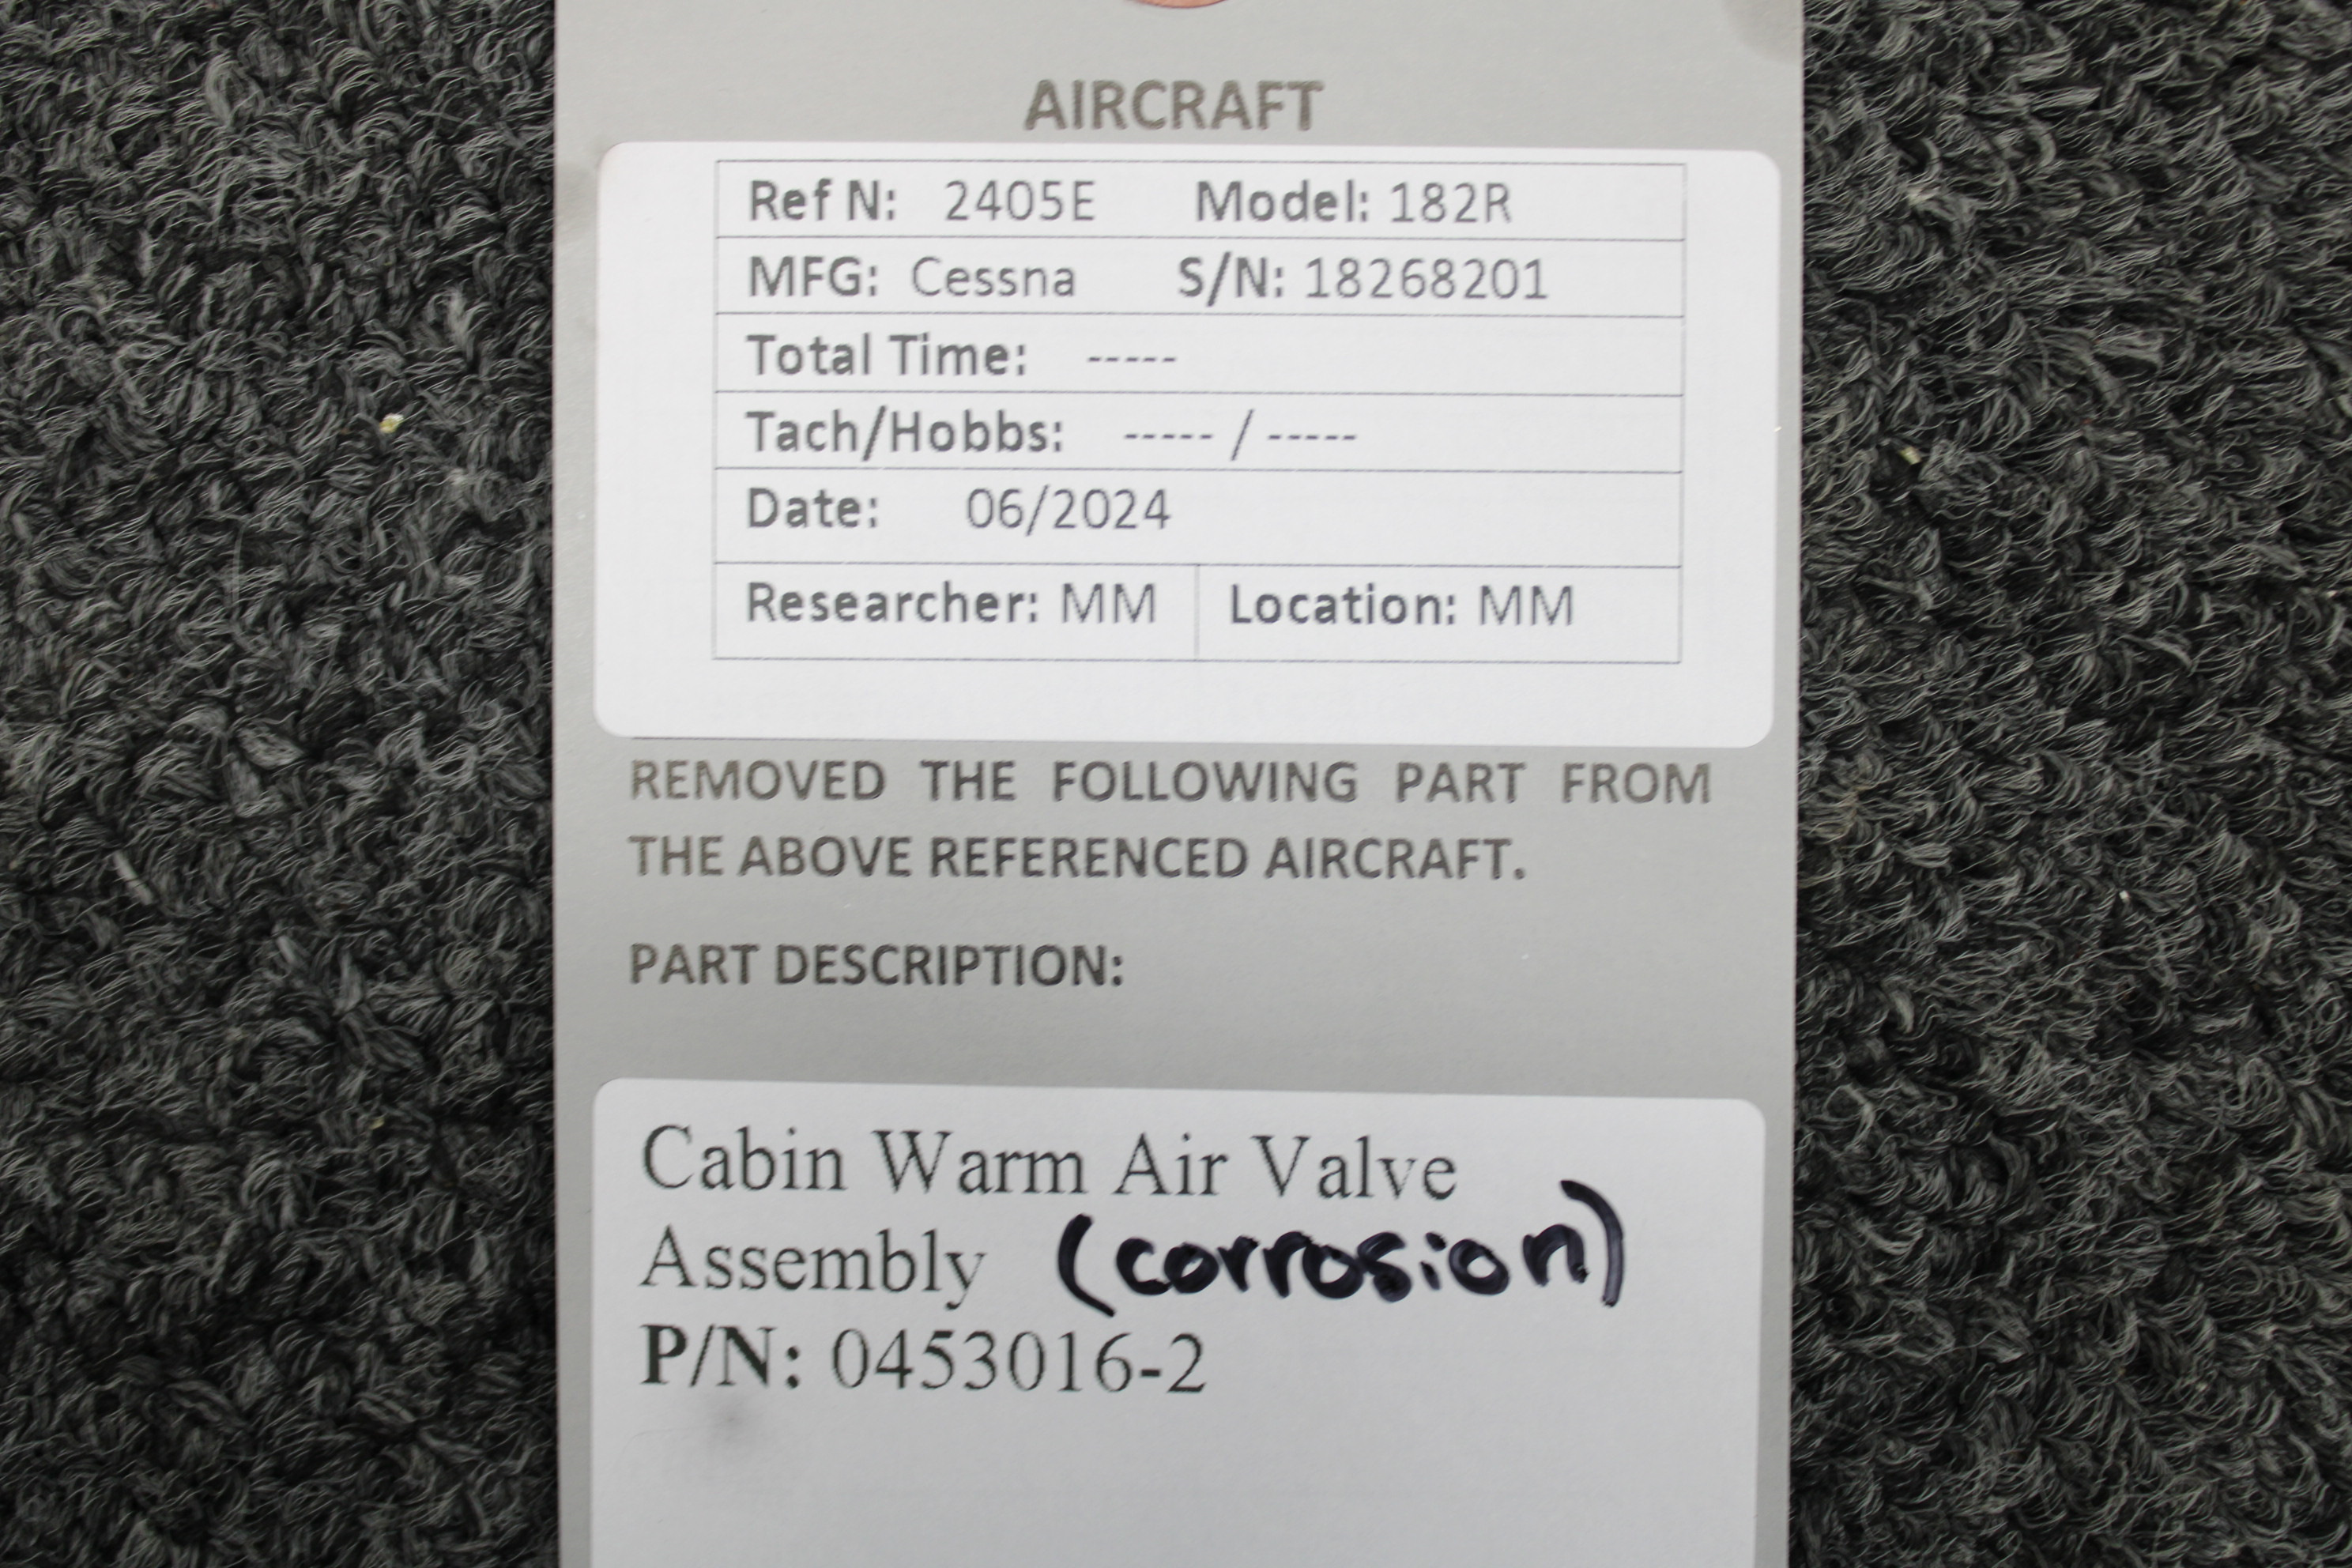 AIRCRAFT
Ref N: 2405E Model: 182R
MFG: Cessna S/N: 18268201
Total Time: -----
Tach/Hobbs: ----- / -----
Date: 06/2024
Researcher: MM Location: MM
REMOVED THE FOLLOWING PART FROM
THE ABOVE REFERENCED AIRCRAFT.
PART DESCRIPTION:
Cabin Warm Air Valve
Assembly (corrosion)
P/N: 0453016-2